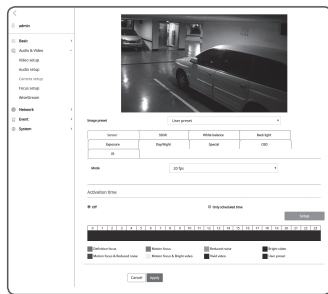 admin
Basic
Audio & Video
Video setup
Audio setup
Camera setup
Focus setup
WiseStream
Network
Event
System
Image preset
User preset
Sensor
SSDR
White balance
Back light
Exposure
Day/Night
Special
OSD
IR
Mode
20 fps
Activation time
Off
Only scheduled time
Setup
0 1 2 3 4 5 6 7 8 9 10 11 12 13 14 15 16 17 18 19 20 21 22 23
Definition focus
Motion focus
Reduced noise
Bright video
Motion focus & Reduced noise
Motion focus & Bright video
Vivid video
User preset
Cancel
Apply